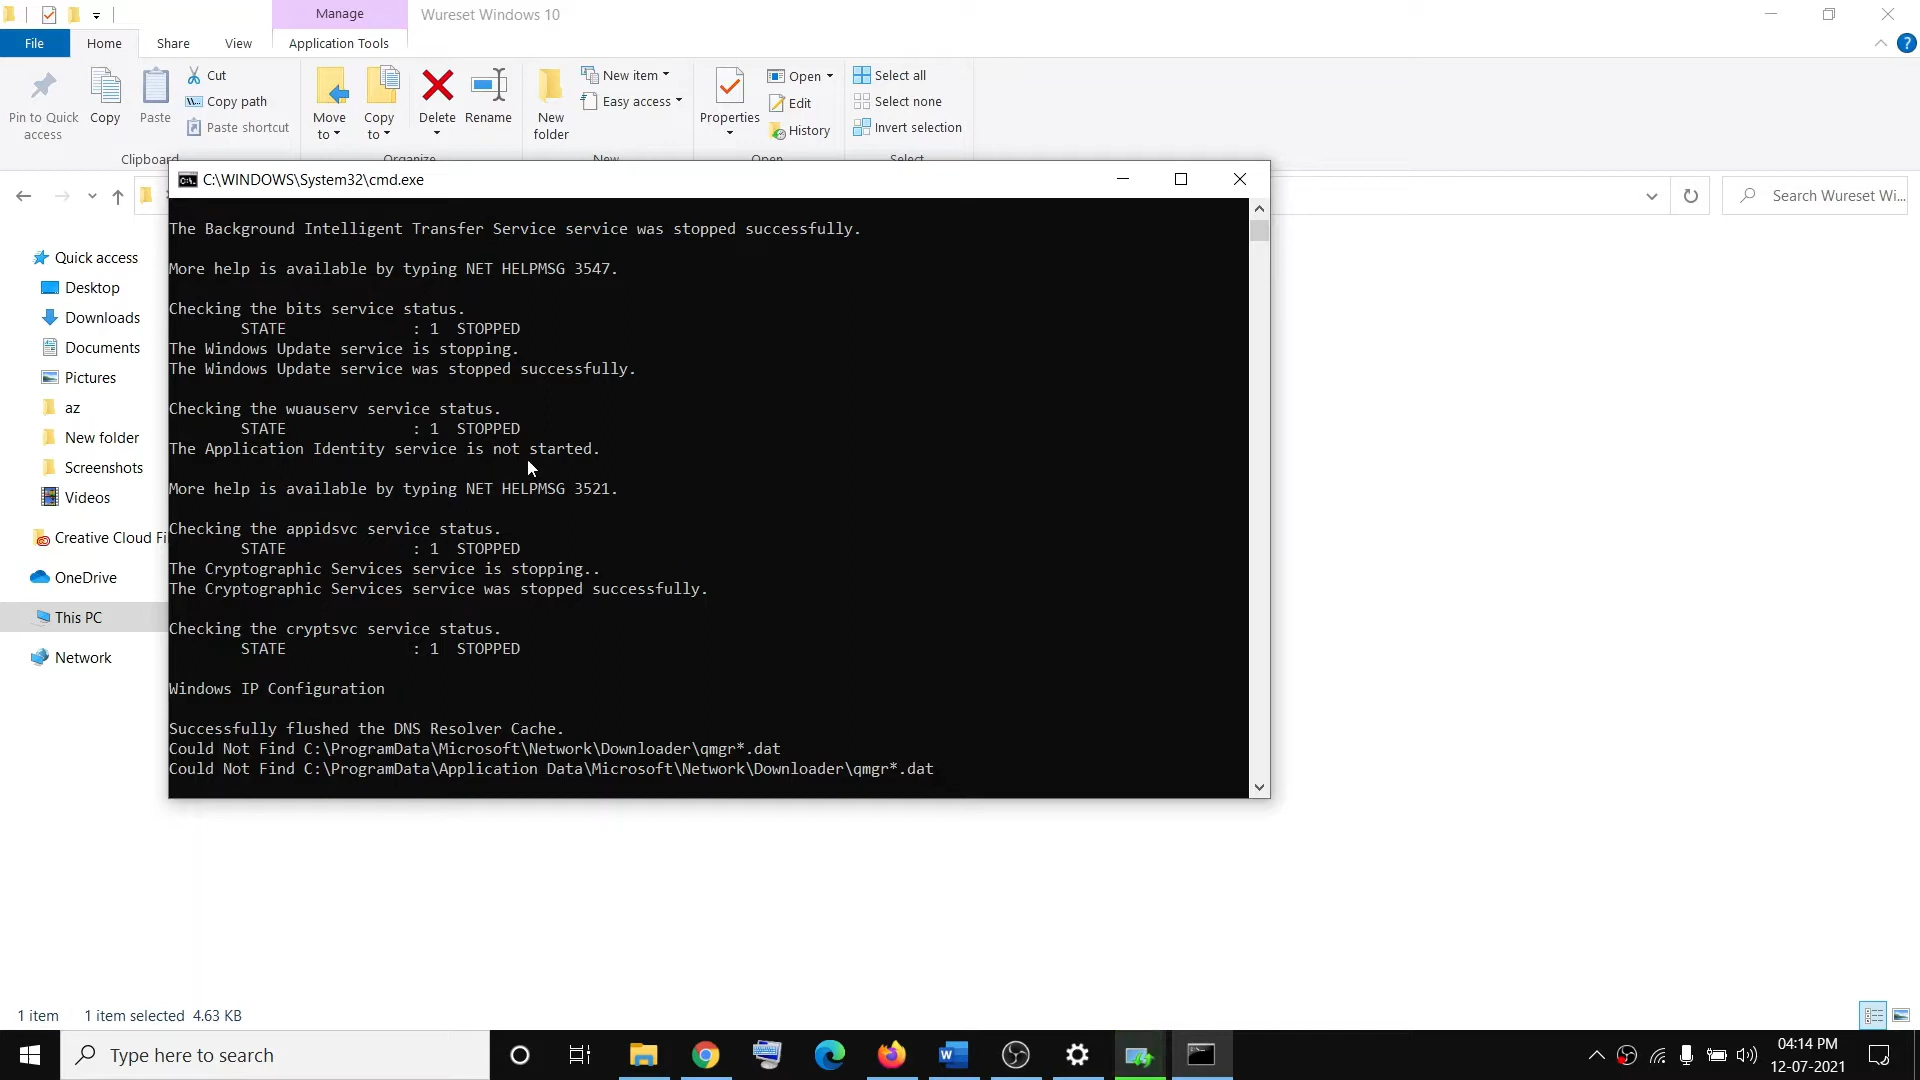 Manage
Wureset Windows 10
File
Home
Share
View
Application Tools
Pin to Quick access
Copy
Paste
Cut
Copy path
Paste shortcut
Move to
Copy to
Delete
Rename
New folder
New item
Easy access
Properties
Open
Edit
History
Select all
Select none
Invert selection
Clipboard
Organize
New
Open
Select
C:\WINDOWS\System32\cmd.exe
Search Wureset Wi...
Quick access
Desktop
Downloads
Documents
Pictures
az
New folder
Screenshots
Videos
Creative Cloud Fi
OneDrive
This PC
Network
The Background Intelligent Transfer Service service was stopped successfully.
More help is available by typing NET HELPMSG 3547.
Checking the bits service status.
STATE : 1 STOPPED
The Windows Update service is stopping.
The Windows Update service was stopped successfully.
Checking the wuauserv service status.
STATE : 1 STOPPED
The Application Identity service is not started.
More help is available by typing NET HELPMSG 3521.
Checking the appidsvc service status.
STATE : 1 STOPPED
The Cryptographic Services service is stopping..
The Cryptographic Services service was stopped successfully.
Checking the cryptsvc service status.
STATE : 1 STOPPED
Windows IP Configuration
Successfully flushed the DNS Resolver Cache.
Could Not Find C:\ProgramData\Microsoft\Network\Downloader\qmgr*.dat
Could Not Find C:\ProgramData\Application Data\Microsoft\Network\Downloader\qmgr*.dat
1 item
1 item selected 4.63 KB
Type here to search
04:14 PM
12-07-2021